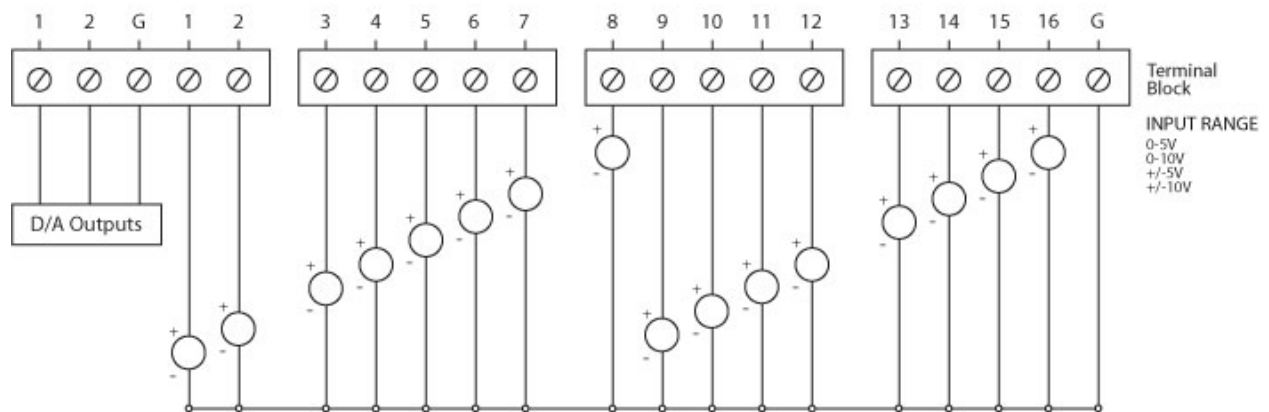 1 2 G 1 2 3 4 5 6 7 8 9 10 11 12 13 14 15 16 G
Terminal
Block
INPUT RANGE
0-5V
0-10V
+/-5V
+/-10V
D/A Outputs
+ - + - + - + - + - + - + - + - + - + - + - + - + - + - + - + -